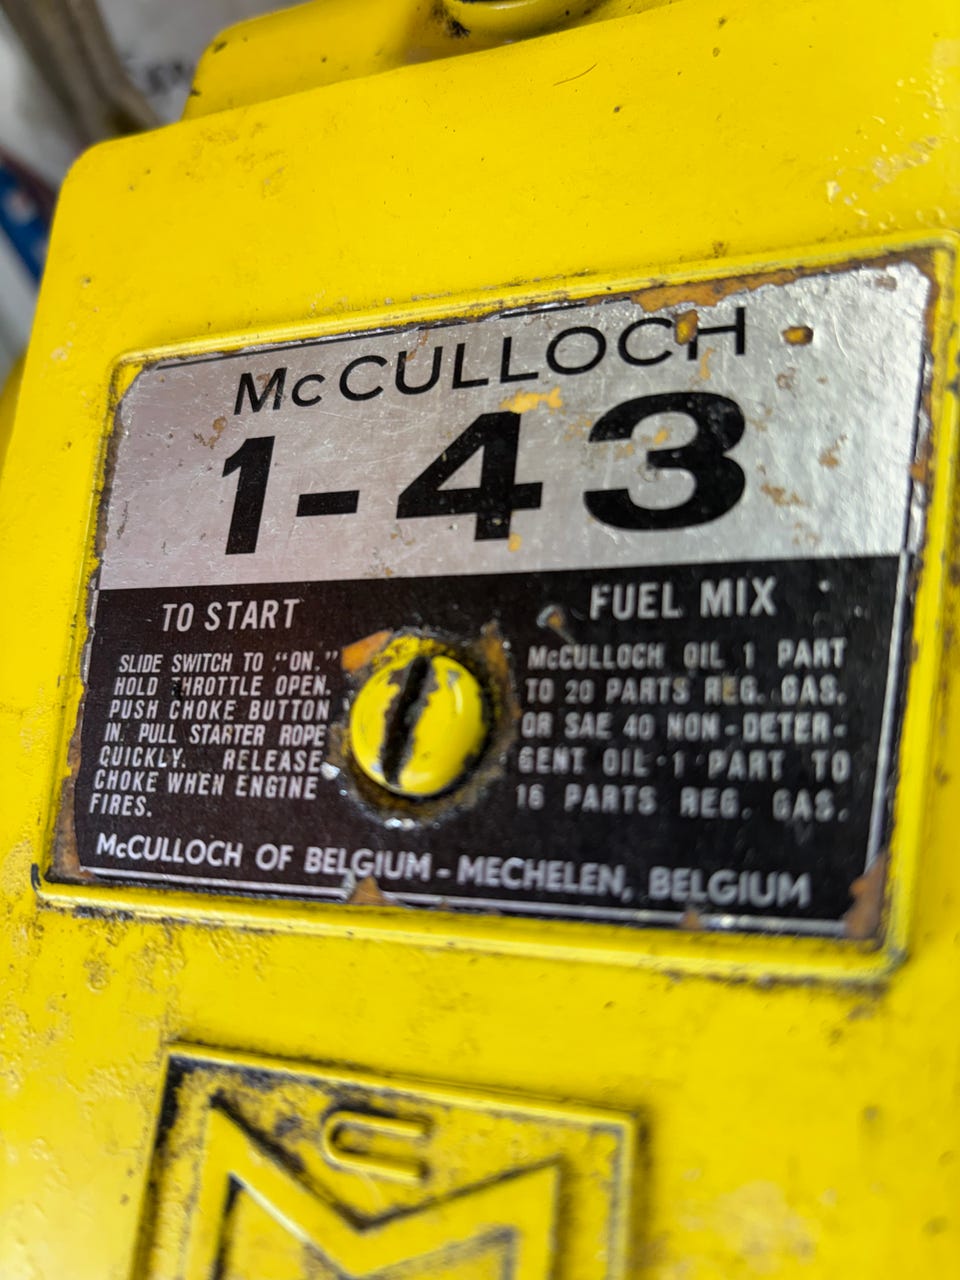 McCULLOCH
1-43
TO START
SLIDE SWITCH TO "ON."
HOLD THROTTLE OPEN.
PUSH CHOKE BUTTON
IN. PULL STARTER ROPE
QUICKLY. RELEASE
CHOKE WHEN ENGINE
FIRES.
FUEL MIX
McCULLOCH OIL 1 PART
TO 20 PARTS REG. GAS.
OR SAE 40 NON-DETER-
GENT OIL 1 PART TO
16 PARTS REG. GAS.
McCULLOCH OF BELGIUM - MECHELEN, BELGIUM